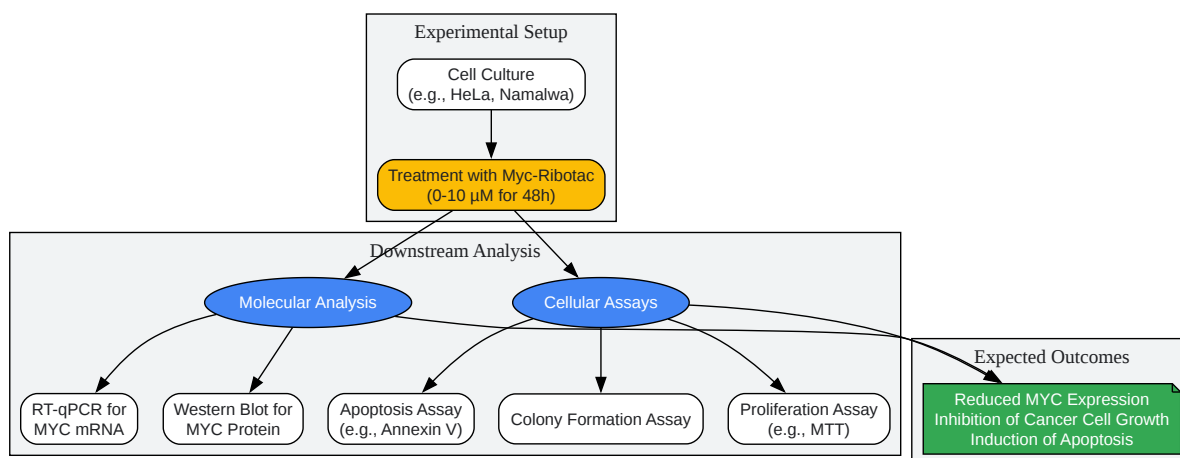 Experimental Setup
Cell Culture
(e.g., HeLa, Namalwa)
Treatment with Myc-Ribotac
(0-10 µM for 48h)
Downstream Analysis
Molecular Analysis
Cellular Assays
Expected Outcomes
RT-qPCR for
MYC mRNA
Western Blot for
MYC Protein
Apoptosis Assay
(e.g., Annexin V)
Colony Formation Assay
Proliferation Assay
(e.g., MTT)
Reduced MYC Expression
Inhibition of Cancer Cell Growth
Induction of Apoptosis